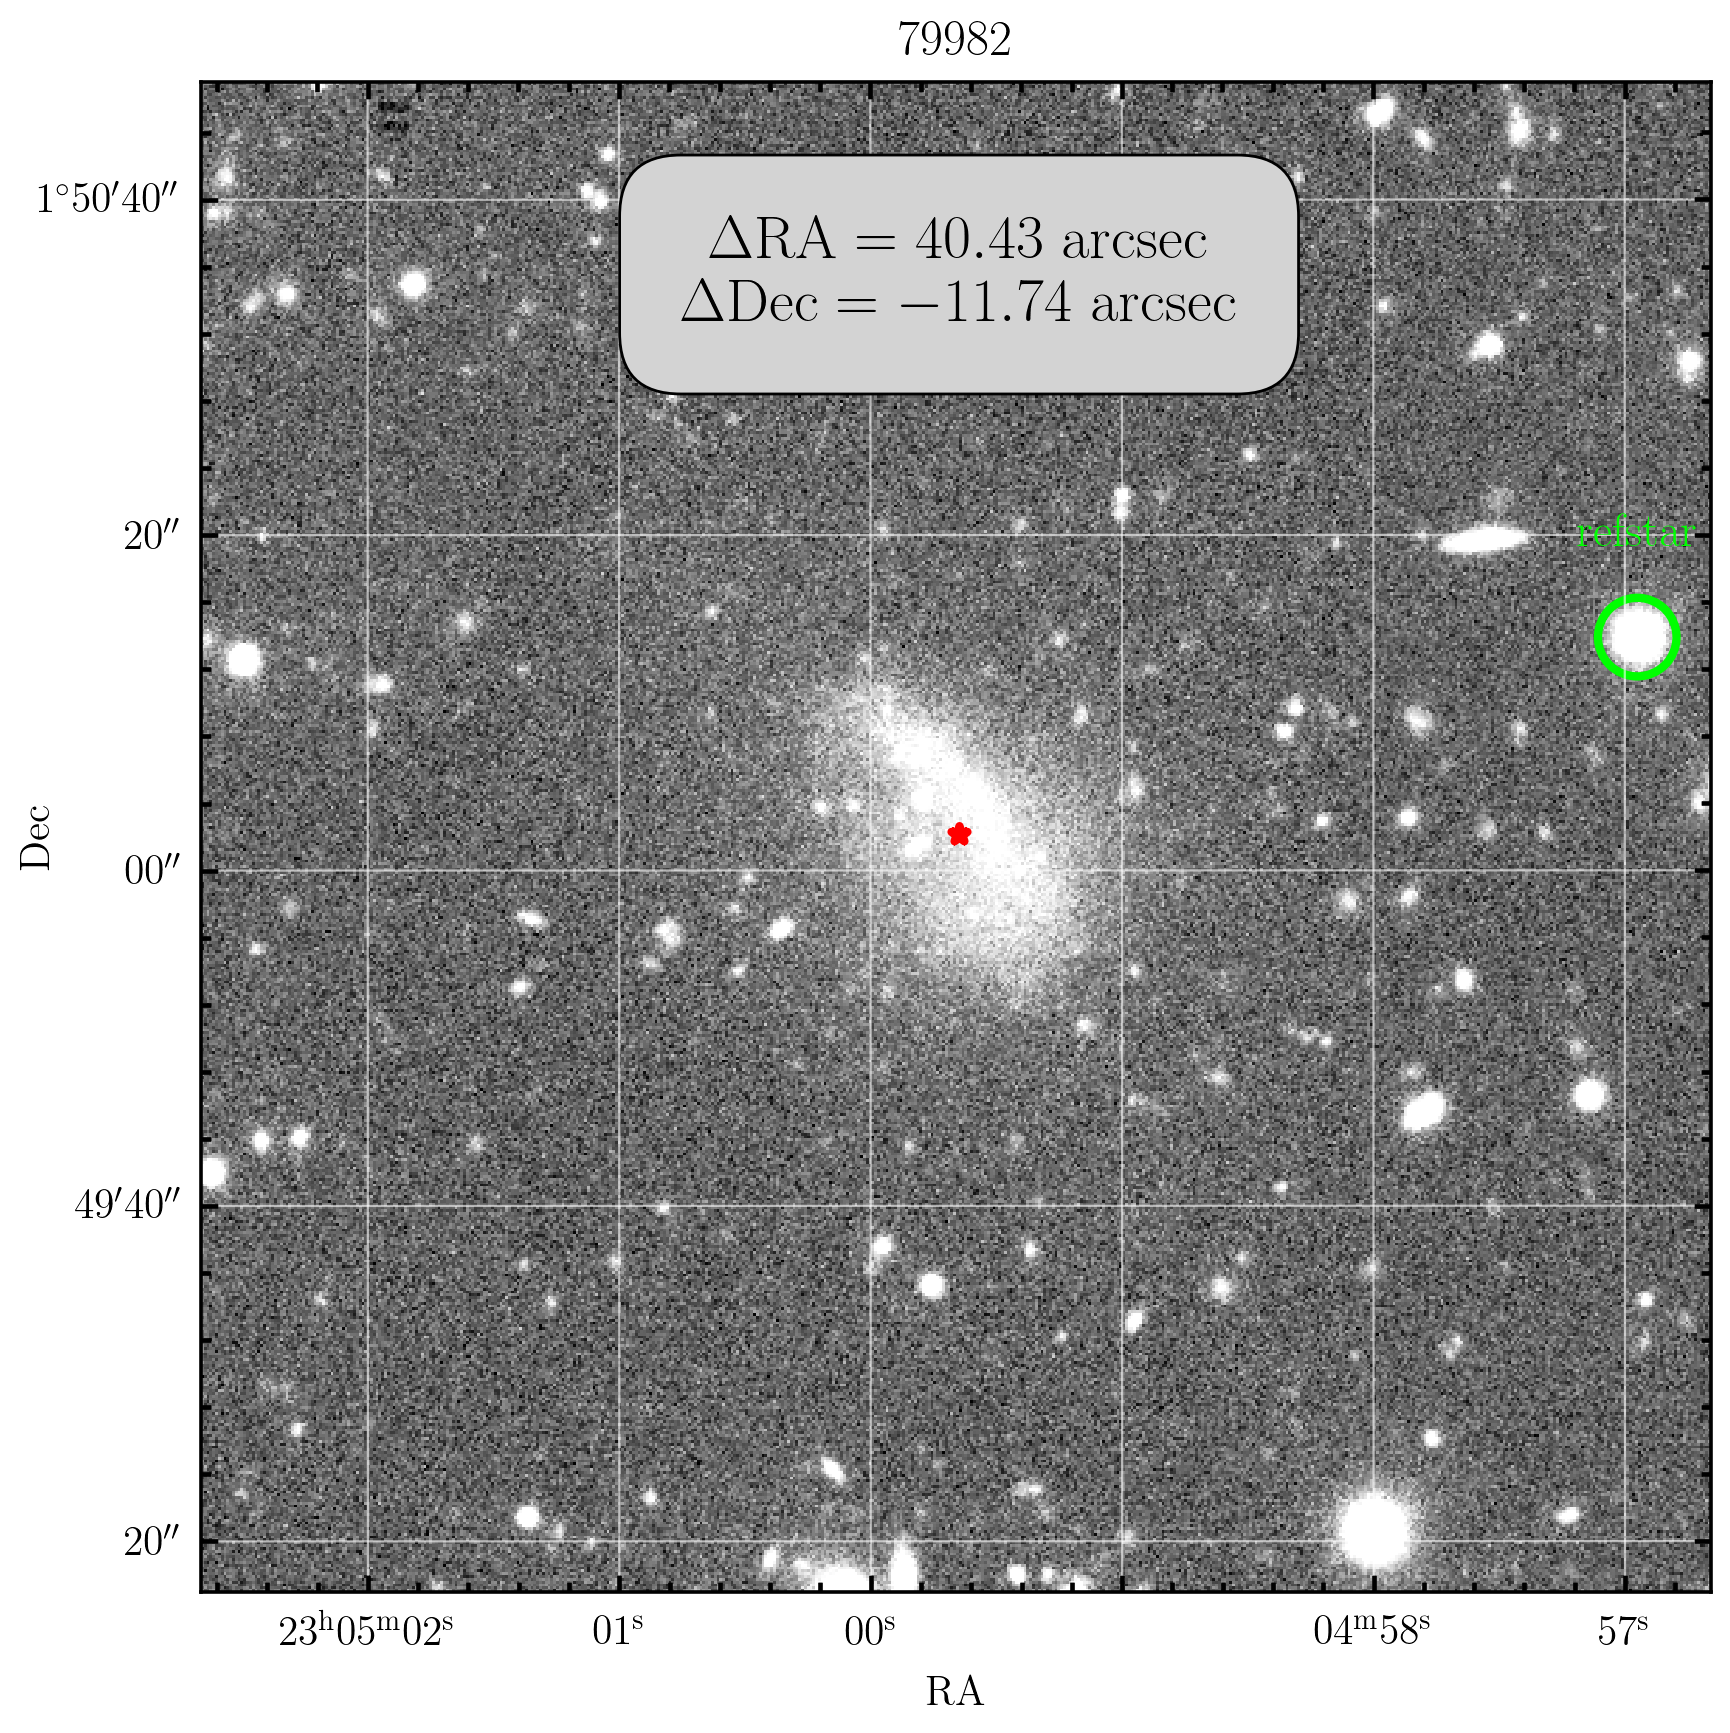 79982
ΔRA = 40.43 arcsec
ΔDec = −11.74 arcsec
refstar
1°50′40″
20″
00″
49′40″
20″
Dec
23ʰ05ᵐ02ˢ 01ˢ 00ˢ 04ᵐ58ˢ 57ˢ
RA